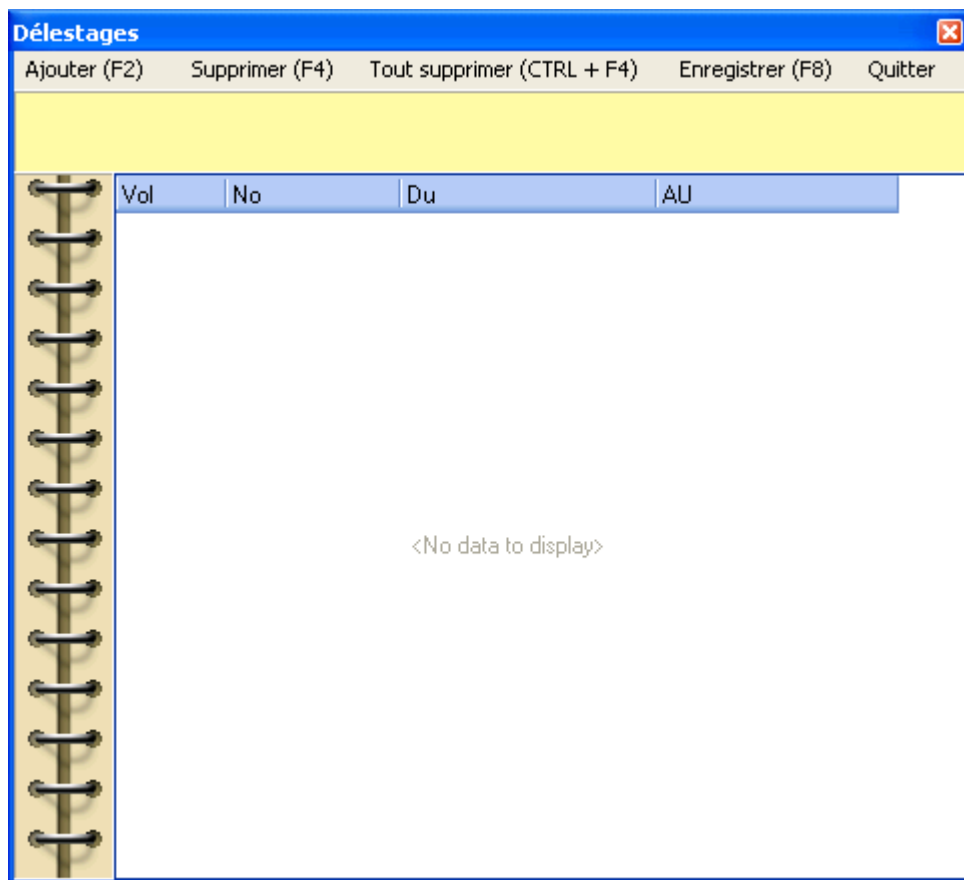 Délestages
Ajouter (F2) Supprimer (F4) Tout supprimer (CTRL + F4) Enregistrer (F8) Quitter
Vol No Du AU
<No data to display>